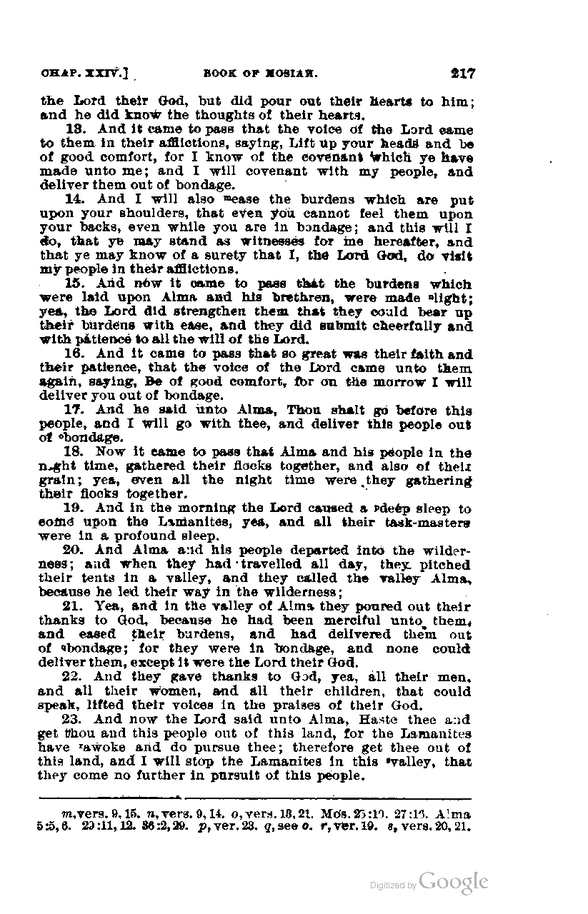 CHAP. XXIV.] BOOK OF MOSIAH. 217
the Lord their God, but did pour out their hearts to him;
and he did know the thoughts of their hearts.
13. And it came to pass that the voice of the Lord came
to them in their afflictions, saying, Lift up your heads and be
of good comfort, for I know of the covenant which ye have
made unto me; and I will covenant with my people, and
deliver them out of bondage.
14. And I will also mease the burdens which are put
upon your shoulders, that even you cannot feel them upon
your backs, even while you are in bondage; and this will I
do, that ye may stand as witnesses for me hereafter, and
that ye may know of a surety that I, the Lord God, do visit
my people in their afflictions.
15. And now it came to pass that the burdens which
were laid upon Alma and his brethren, were made nlight;
yea, the Lord did strengthen them that they could bear up
their burdens with ease, and they did submit cheerfully and
with patience to all the will of the Lord.
16. And it came to pass that so great was their faith and
their patience, that the voice of the Lord came unto them
again, saying, Be of good comfort, for on the morrow I will
deliver you out of bondage.
17. And he said unto Alma, Thou shalt go before this
people, and I will go with thee, and deliver this people out
of obondage.
18. Now it came to pass that Alma and his people in the
night time, gathered their flocks together, and also of their
grain; yea, even all the night time were they gathering
their flocks together.
19. And in the morning the Lord caused a pdeep sleep to
come upon the Lamanites, yea, and all their task-masters
were in a profound sleep.
20. And Alma and his people departed into the wilder-
ness; and when they had travelled all day, they pitched
their tents in a valley, and they called the valley Alma,
because he led their way in the wilderness;
21. Yea, and in the valley of Alma they poured out their
thanks to God, because he had been merciful unto them,
and eased their burdens, and had delivered them out
of qbondage; for they were in bondage, and none could
deliver them, except it were the Lord their God.
22. And they gave thanks to God, yea, all their men,
and all their women, and all their children, that could
speak, lifted their voices in the praises of their God.
23. And now the Lord said unto Alma, Haste thee and
get thou and this people out of this land, for the Lamanites
have rawoke and do pursue thee; therefore get thee out of
this land, and I will stop the Lamanites in this svalley, that
they come no further in pursuit of this people.
m, vers. 9, 15. n, vers. 9, 14. o, vers. 13, 21. Mos. 25:10. 27:16. Alma
5:5, 6. 29:11, 12. 36:2, 29. p, ver. 23. q, see o. r, ver. 19. s, vers. 20, 21.
Digitized by Google